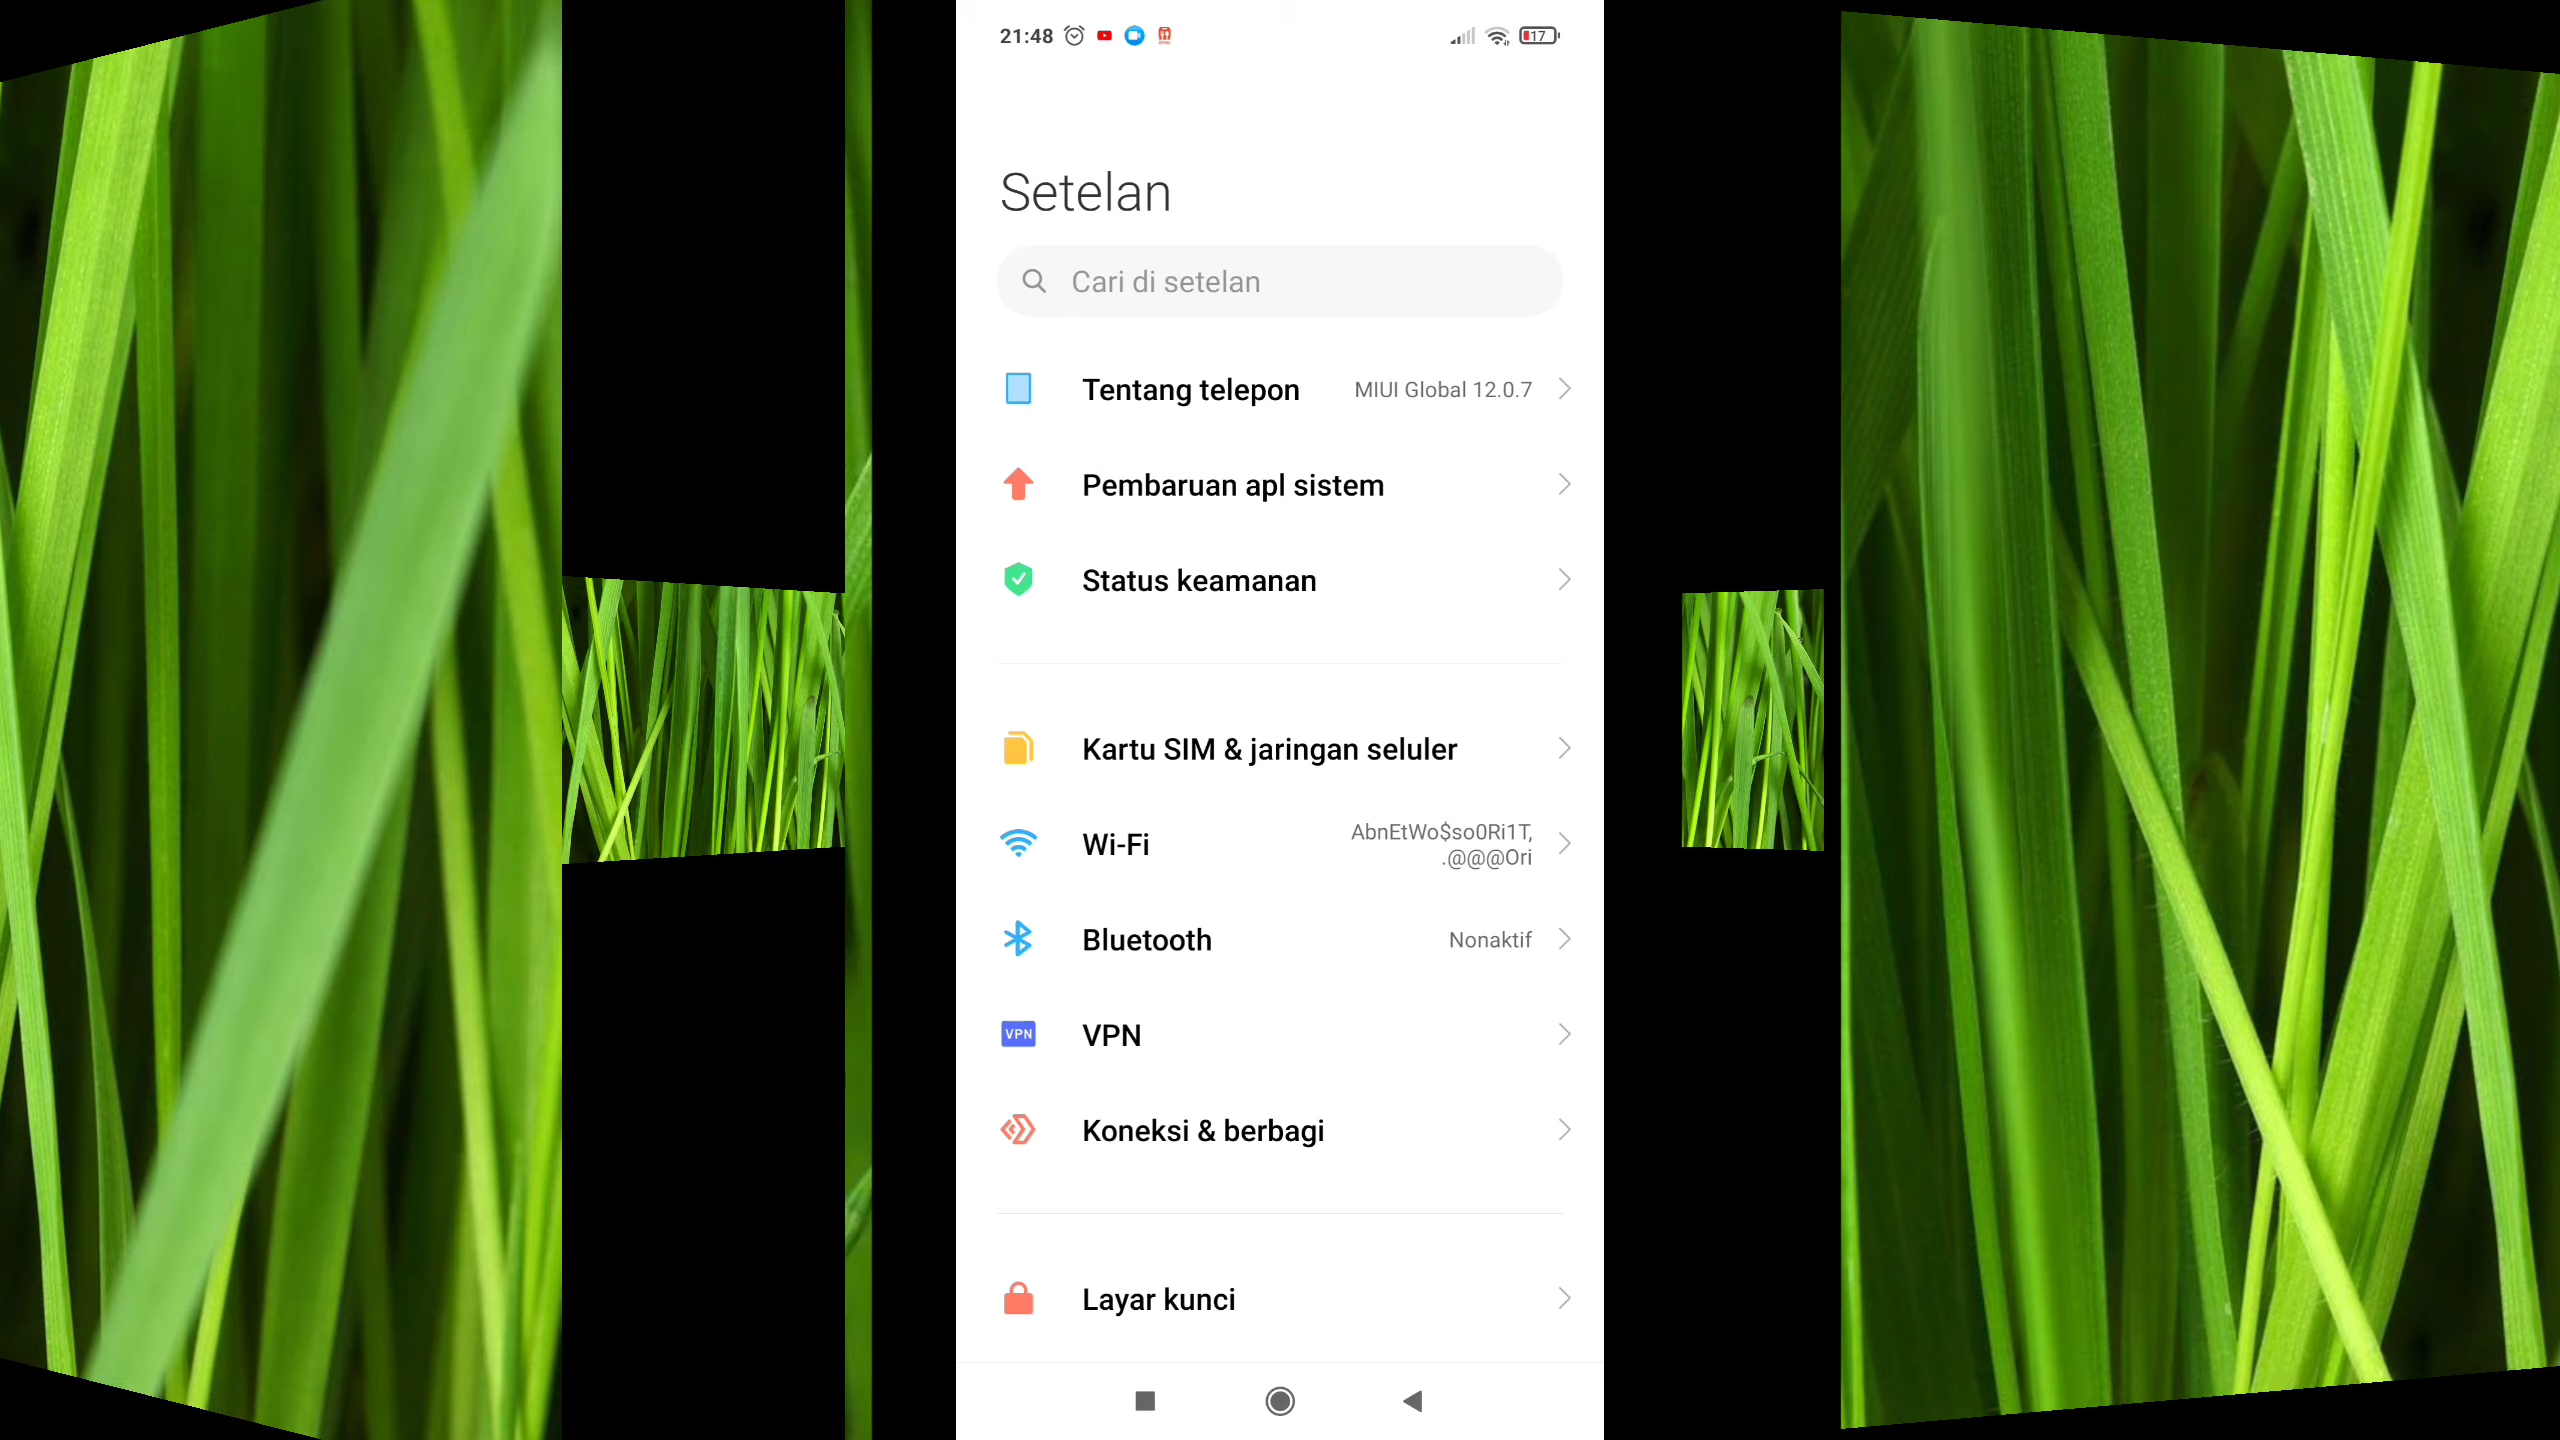 21:48
17
Setelan
Cari di setelan
Tentang telepon
MIUI Global 12.0.7
Pembaruan apl sistem
Status keamanan
Kartu SIM & jaringan seluler
Wi-Fi
AbnEtWo$so0Ri1T,
.@@@Ori
Bluetooth
Nonaktif
VPN
VPN
Koneksi & berbagi
Layar kunci